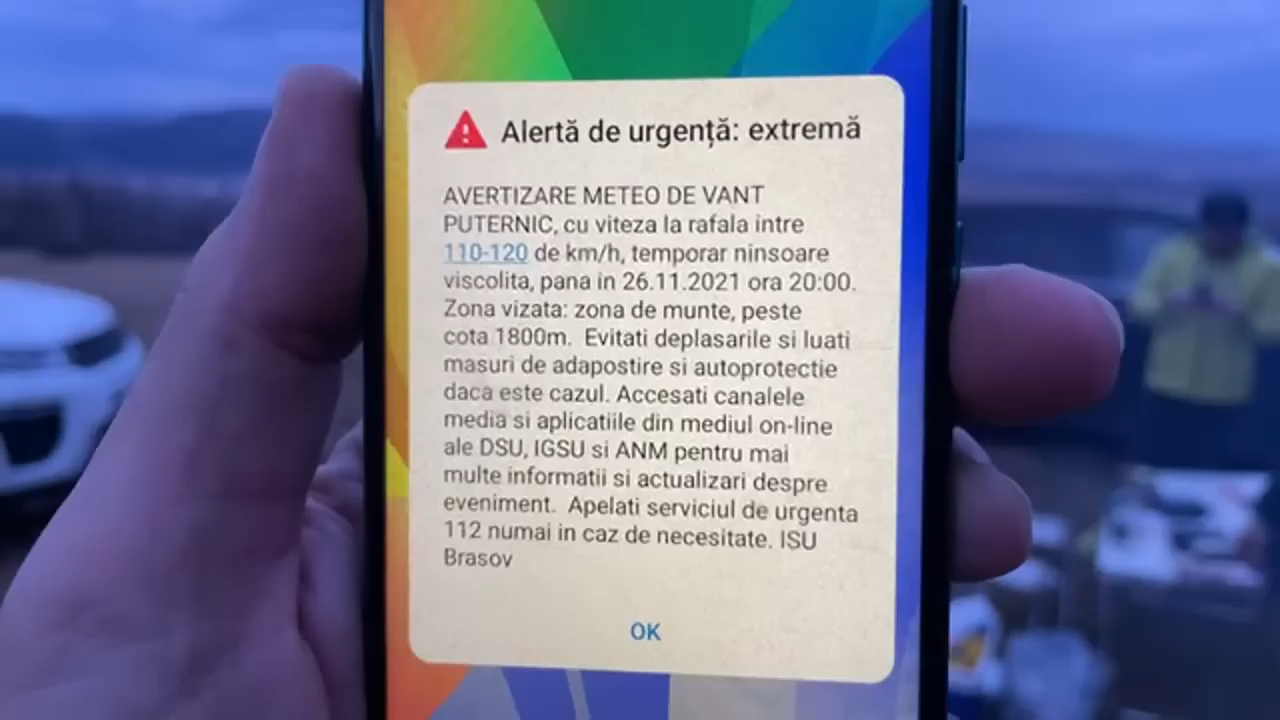 Alertă de urgență: extremă
AVERTIZARE METEO DE VANT
PUTERNIC, cu viteza la rafala intre
110-120 de km/h, temporar ninsoare
viscolita, pana in 26.11.2021 ora 20:00.
Zona vizata: zona de munte, peste
cota 1800m. Evitati deplasarile si luati
masuri de adapostire si autoprotectie
daca este cazul. Accesati canalele
media si aplicatiile din mediul on-line
ale DSU, IGSU si ANM pentru mai
multe informatii si actualizari despre
eveniment. Apelati serviciul de urgenta
112 numai in caz de necesitate. ISU
Brasov
OK